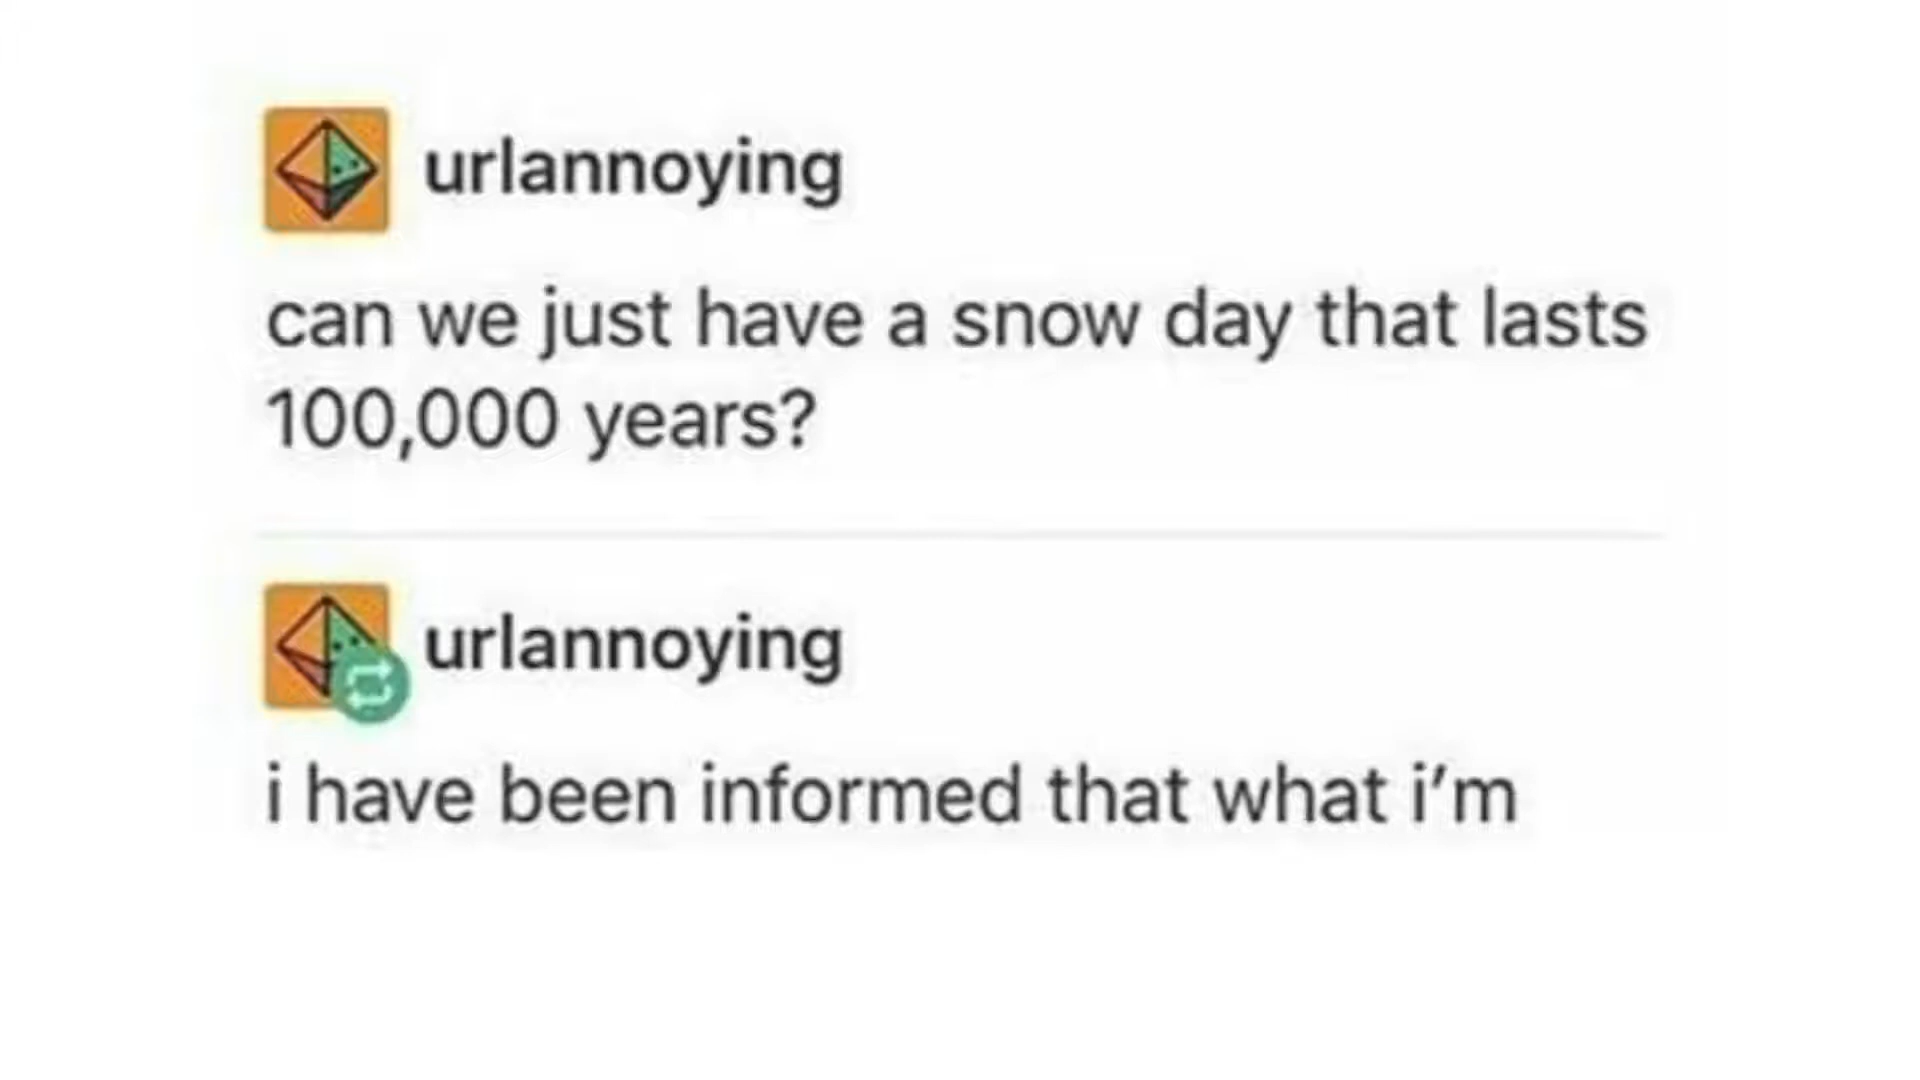 urlannoying
can we just have a snow day that lasts
100,000 years?
urlannoying
i have been informed that what i’m